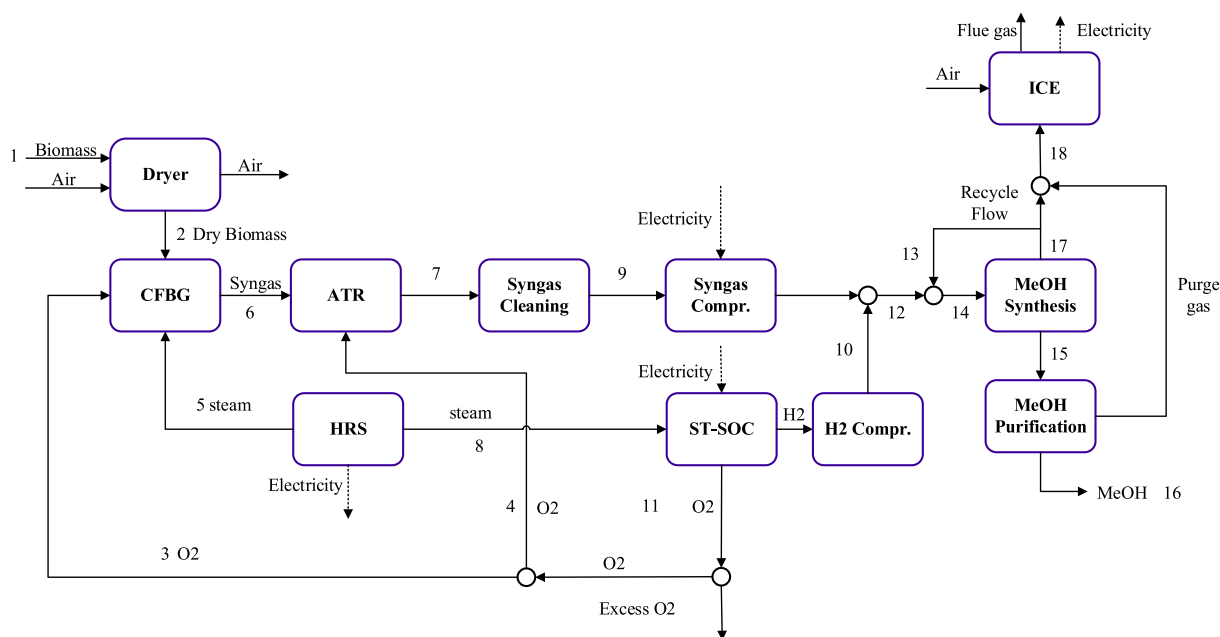 Flue gas
Electricity
Air
ICE
1
Biomass
Air
Dryer
Air
18
Recycle
Flow
2 Dry Biomass
Electricity
13
17
CFBG
Syngas
6
ATR
7
Syngas
Cleaning
9
Syngas
Compr.
12
14
MeOH
Synthesis
Purge
gas
10
15
Electricity
5 steam
HRS
steam
8
ST-SOC
H2
H2 Compr.
MeOH
Purification
Electricity
4
O2
11
O2
MeOH 16
3 O2
O2
Excess O2